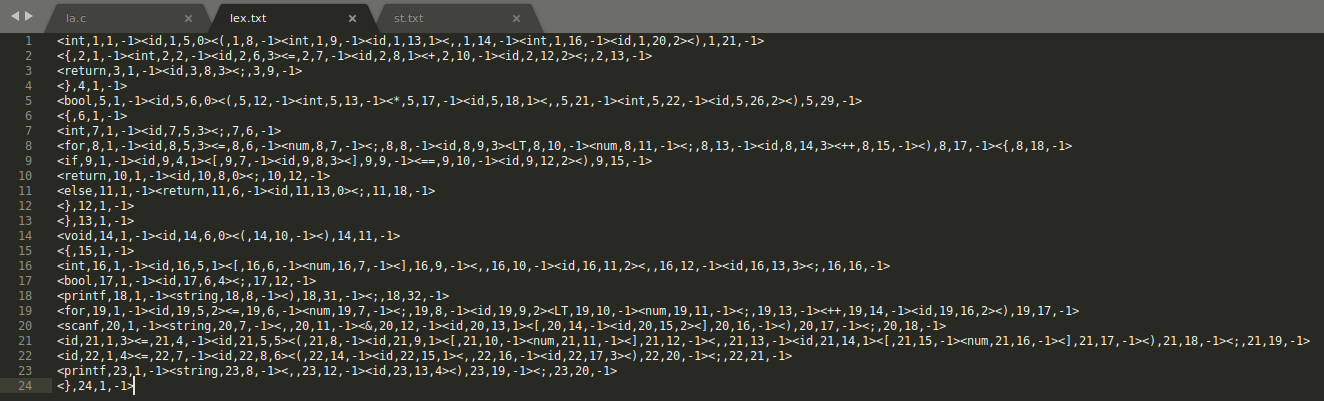 la.c × lex.txt × st.txt ×
1 <int,1,1,-1><id,1,5,0><(,1,8,-1><int,1,9,-1><id,1,13,1><,,1,14,-1><int,1,16,-1><id,1,20,2><),1,21,-1>
2 <{,2,1,-1><int,2,2,-1><id,2,6,3><=,2,7,-1><id,2,8,1><+,2,10,-1><id,2,12,2><;,2,13,-1>
3 <return,3,1,-1><id,3,8,3><;,3,9,-1>
4 <},4,1,-1>
5 <bool,5,1,-1><id,5,6,0><(,5,12,-1><int,5,13,-1><*,5,17,-1><id,5,18,1><,,5,21,-1><int,5,22,-1><id,5,26,2><),5,29,-1>
6 <{,6,1,-1>
7 <int,7,1,-1><id,7,5,3><;,7,6,-1>
8 <for,8,1,-1><id,8,5,3><=,8,6,-1><num,8,7,-1><;,8,8,-1><id,8,9,3><LT,8,10,-1><num,8,11,-1><;,8,13,-1><id,8,14,3><++,8,15,-1><),8,17,-1><{,8,18,-1>
9 <if,9,1,-1><id,9,4,1><[,9,7,-1><id,9,8,3><],9,9,-1><==,9,10,-1><id,9,12,2><),9,15,-1>
10 <return,10,1,-1><id,10,8,0><;,10,12,-1>
11 <else,11,1,-1><return,11,6,-1><id,11,13,0><;,11,18,-1>
12 <},12,1,-1>
13 <},13,1,-1>
14 <void,14,1,-1><id,14,6,0><(,14,10,-1><),14,11,-1>
15 <{,15,1,-1>
16 <int,16,1,-1><id,16,5,1><[,16,6,-1><num,16,7,-1><],16,9,-1><,,16,10,-1><id,16,11,2><,,16,12,-1><id,16,13,3><;,16,16,-1>
17 <bool,17,1,-1><id,17,6,4><;,17,12,-1>
18 <printf,18,1,-1><string,18,8,-1><),18,31,-1><;,18,32,-1>
19 <for,19,1,-1><id,19,5,2><=,19,6,-1><num,19,7,-1><;,19,8,-1><id,19,9,2><LT,19,10,-1><num,19,11,-1><;,19,13,-1><++,19,14,-1><id,19,16,2><),19,17,-1>
20 <scanf,20,1,-1><string,20,7,-1><,,20,11,-1><&,20,12,-1><id,20,13,1><[,20,14,-1><id,20,15,2><],20,16,-1><),20,17,-1><;,20,18,-1>
21 <id,21,1,3><=,21,4,-1><id,21,5,5><(,21,8,-1><id,21,9,1><[,21,10,-1><num,21,11,-1><],21,12,-1><,,21,13,-1><id,21,14,1><[,21,15,-1><num,21,16,-1><],21,17,-1><),21,18,-1><;,21,19,-1>
22 <id,22,1,4><=,22,7,-1><id,22,8,6><(,22,14,-1><id,22,15,1><,,22,16,-1><id,22,17,3><),22,20,-1><;,22,21,-1>
23 <printf,23,1,-1><string,23,8,-1><,,23,12,-1><id,23,13,4><),23,19,-1><;,23,20,-1>
24 <},24,1,-1>